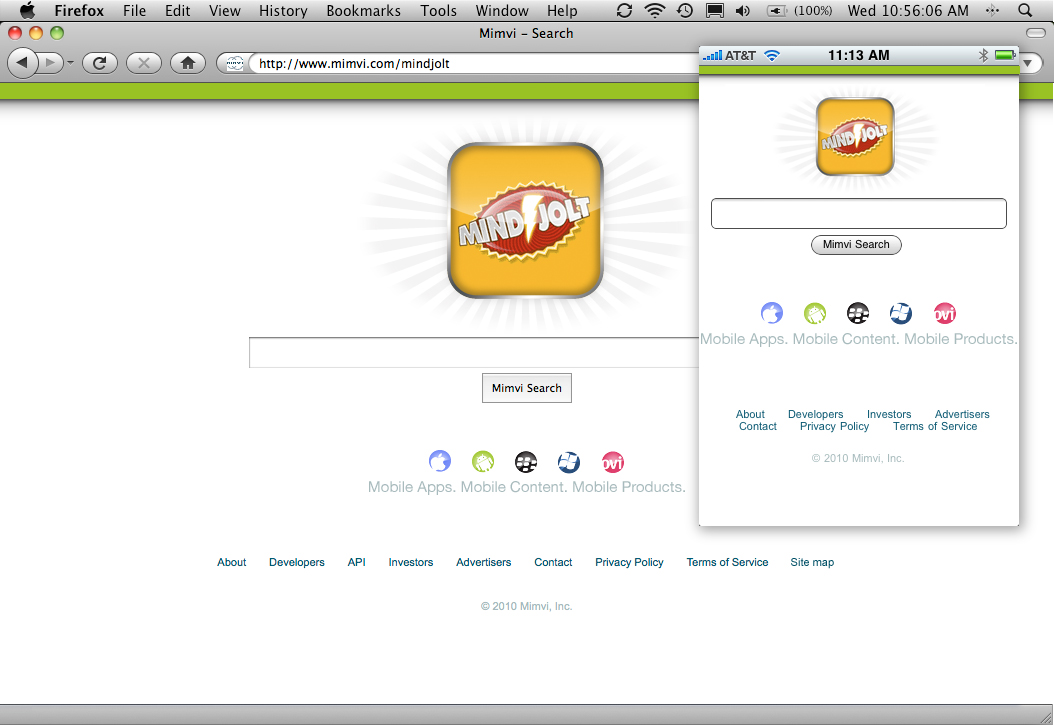 Firefox File Edit View History Bookmarks Tools Window Help (100%) Wed 10:56:06 AM
Mimvi – Search
http://www.mimvi.com/mindjolt
MIND JOLT
Mimvi Search
ovi
Mobile Apps. Mobile Content. Mobile Products.
About Developers API Investors Advertisers Contact Privacy Policy Terms of Service Site map
© 2010 Mimvi, Inc.
AT&T 11:13 AM
MIND JOLT
Mimvi Search
ovi
Mobile Apps. Mobile Content. Mobile Products.
About Developers Investors Advertisers
Contact Privacy Policy Terms of Service
© 2010 Mimvi, Inc.